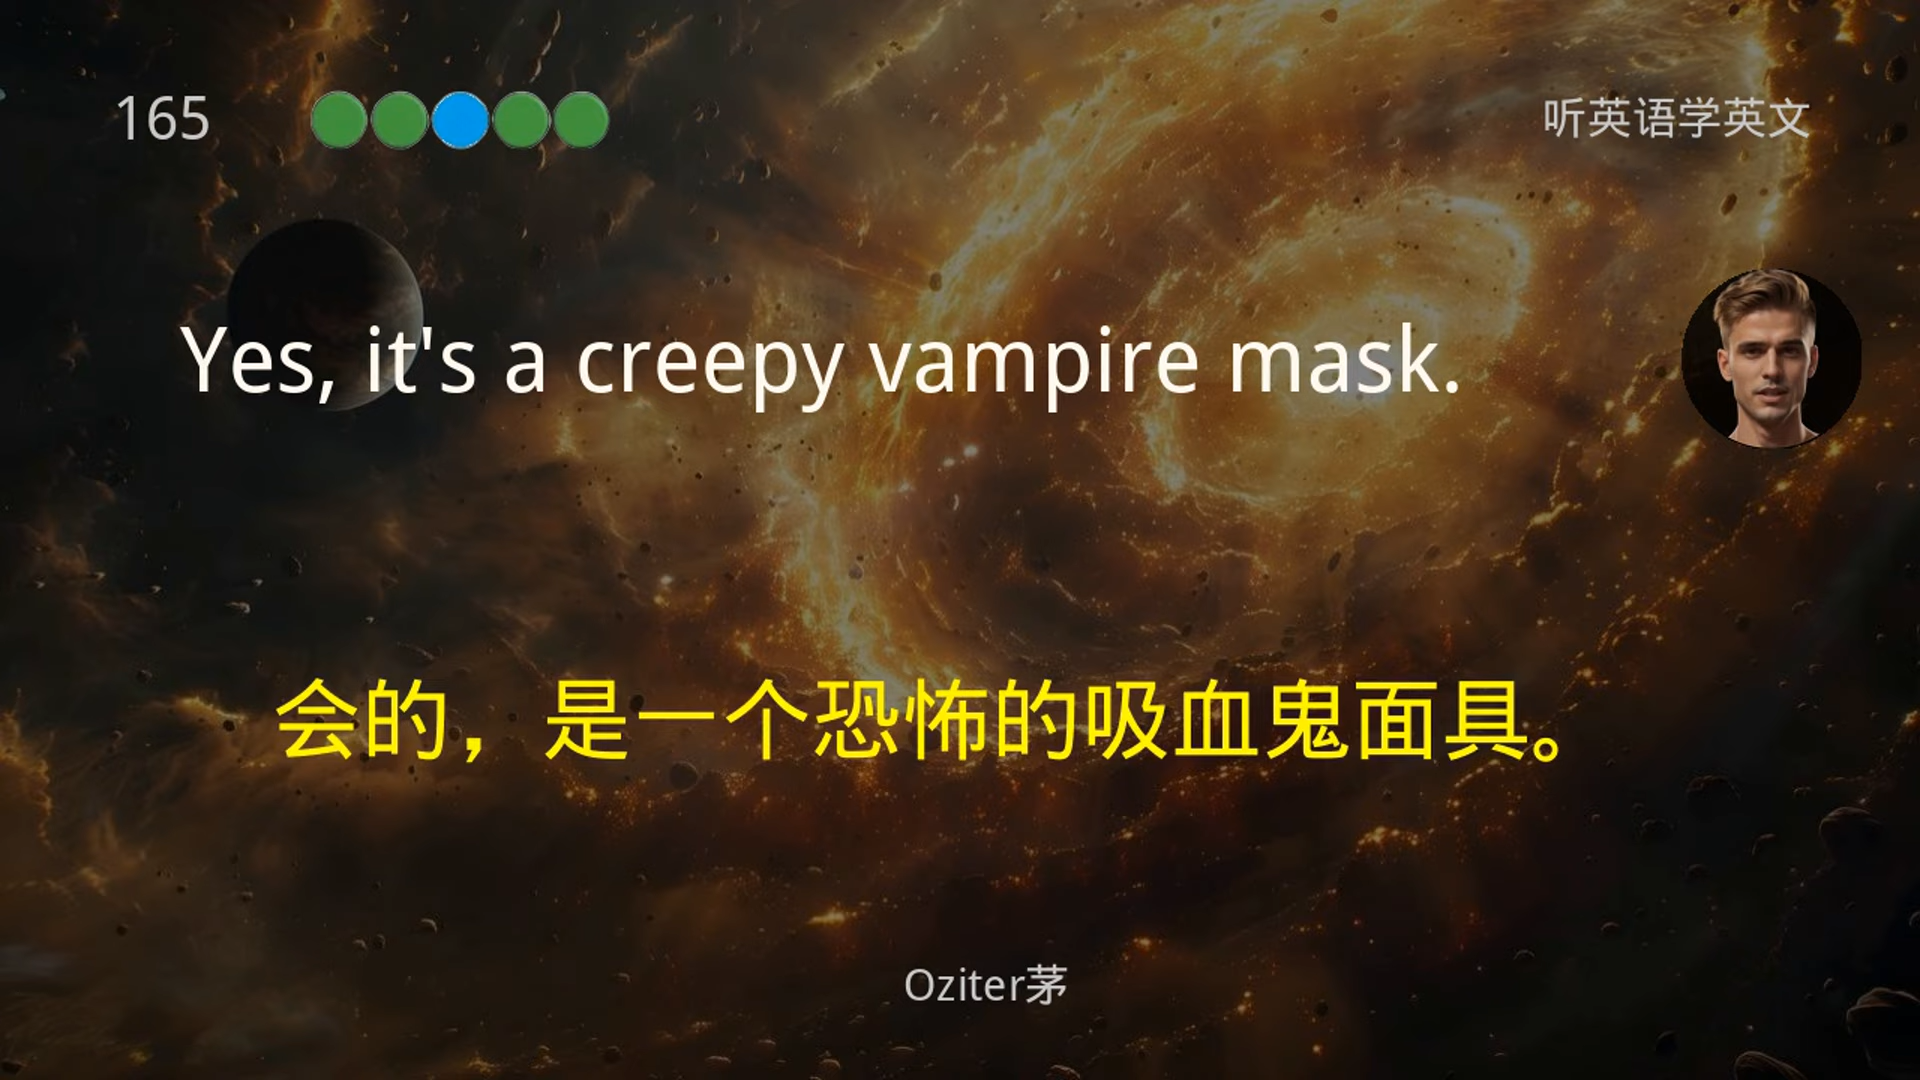 165
听英语学英文
Yes, it's a creepy vampire mask.
会的，是一个恐怖的吸血鬼面具。
Oziter茅